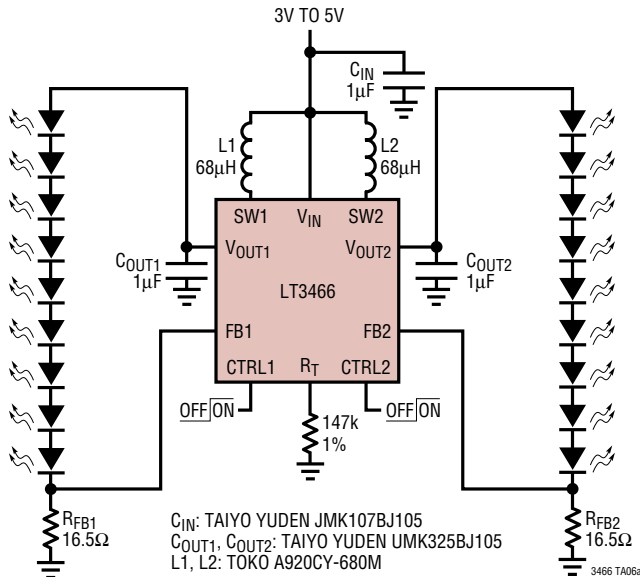 3V TO 5V
CIN
1µF
L1
68µH
L2
68µH
SW1 VIN SW2
VOUT1 VOUT2
COUT1
1µF
COUT2
1µF
LT3466
FB1 FB2
CTRL1 RT CTRL2
OFF ON
OFF ON
147k
1%
RFB1
16.5Ω
RFB2
16.5Ω
CIN: TAIYO YUDEN JMK107BJ105
COUT1, COUT2: TAIYO YUDEN UMK325BJ105
L1, L2: TOKO A920CY-680M
3466 TA06a